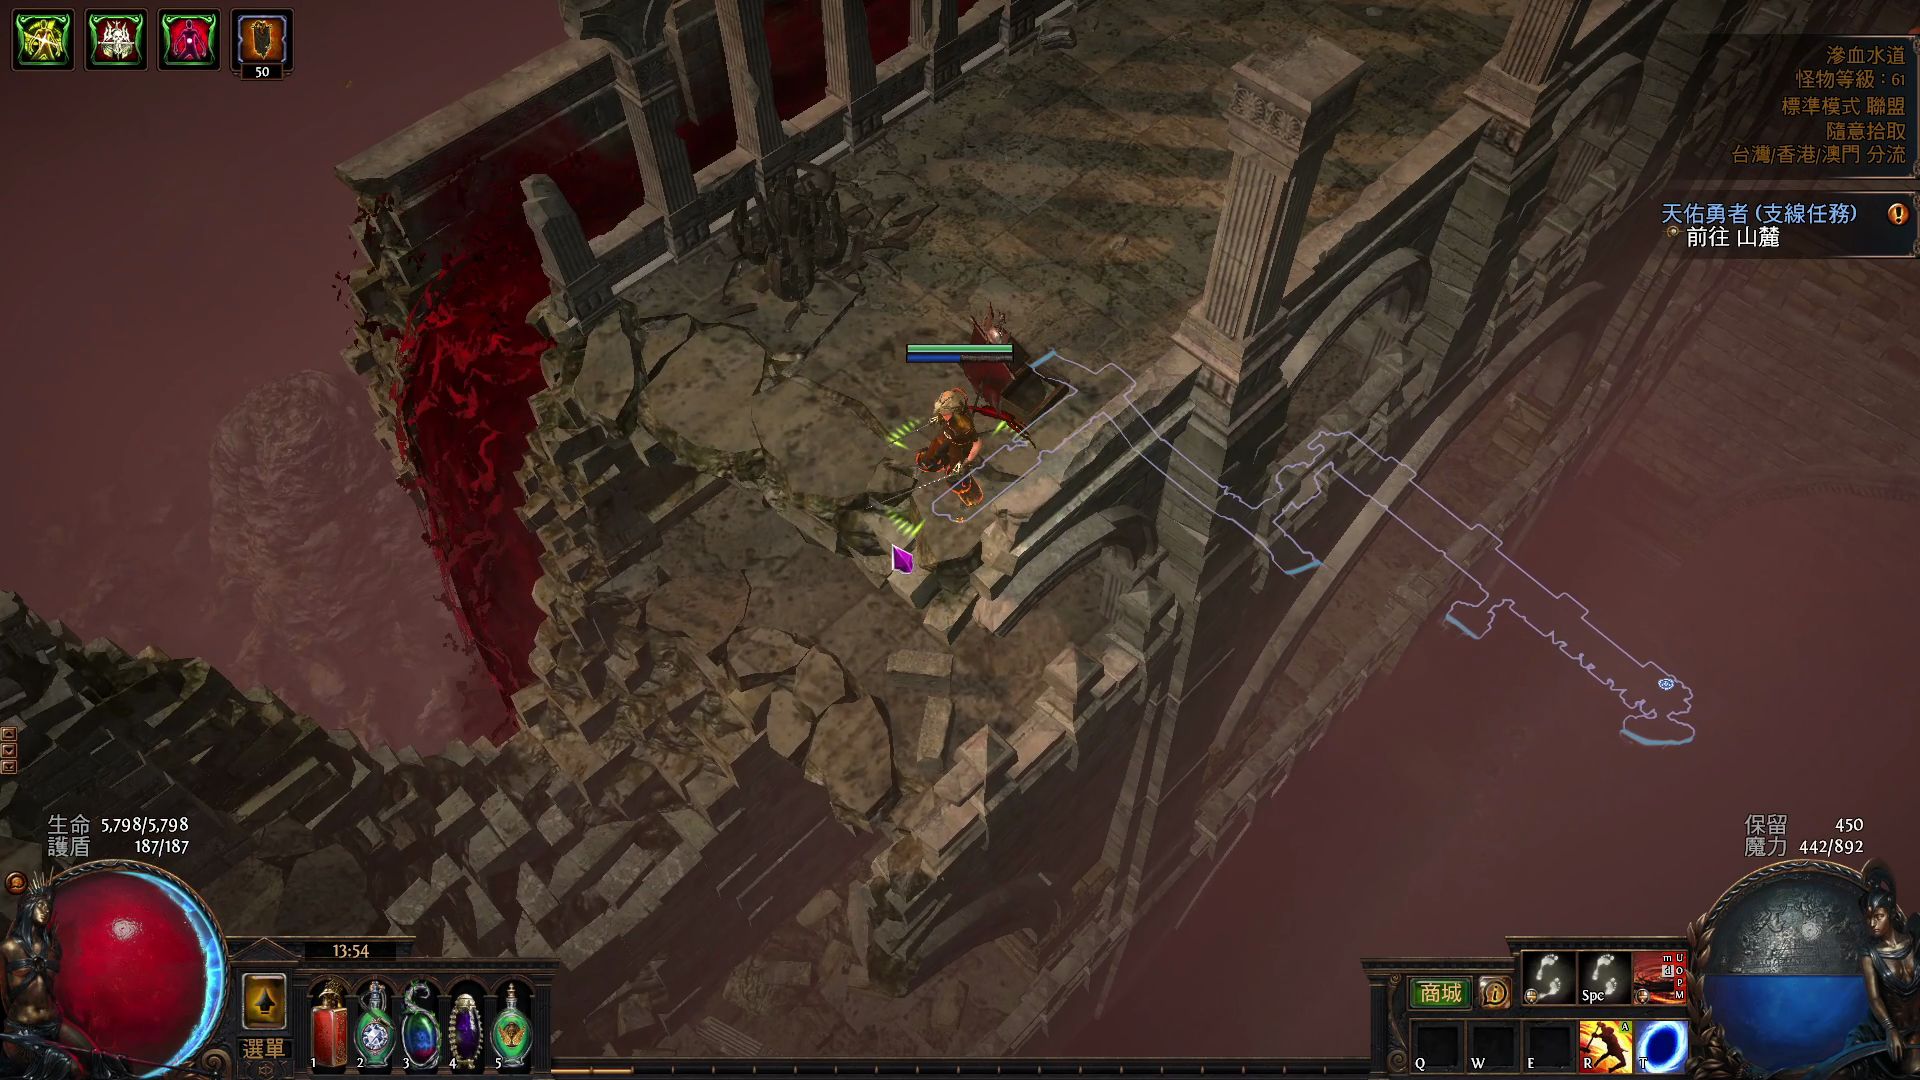 50
滲血水道
怪物等級：61
標準模式 聯盟
隨意拾取
台灣/香港/澳門 分流
天佑勇者 (支線任務)
前往 山麓
生命 5,798/5,798
護盾 187/187
保留 450
魔力 442/892
13:54
選單
1
2
3
4
5
商城
Spc
m U
d O
P
M
Q
W
E
R
A
T